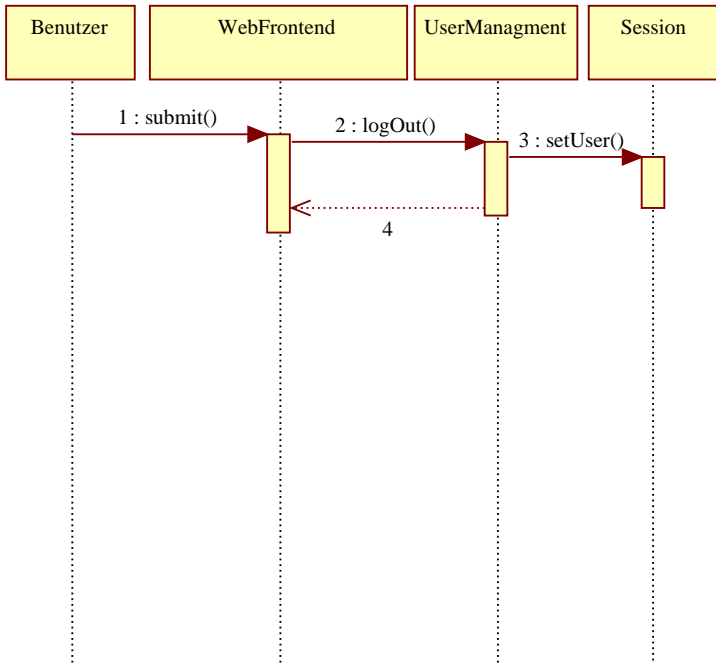 Benutzer
WebFrontend
UserManagment
Session
1 : submit()
2 : logOut()
3 : setUser()
4